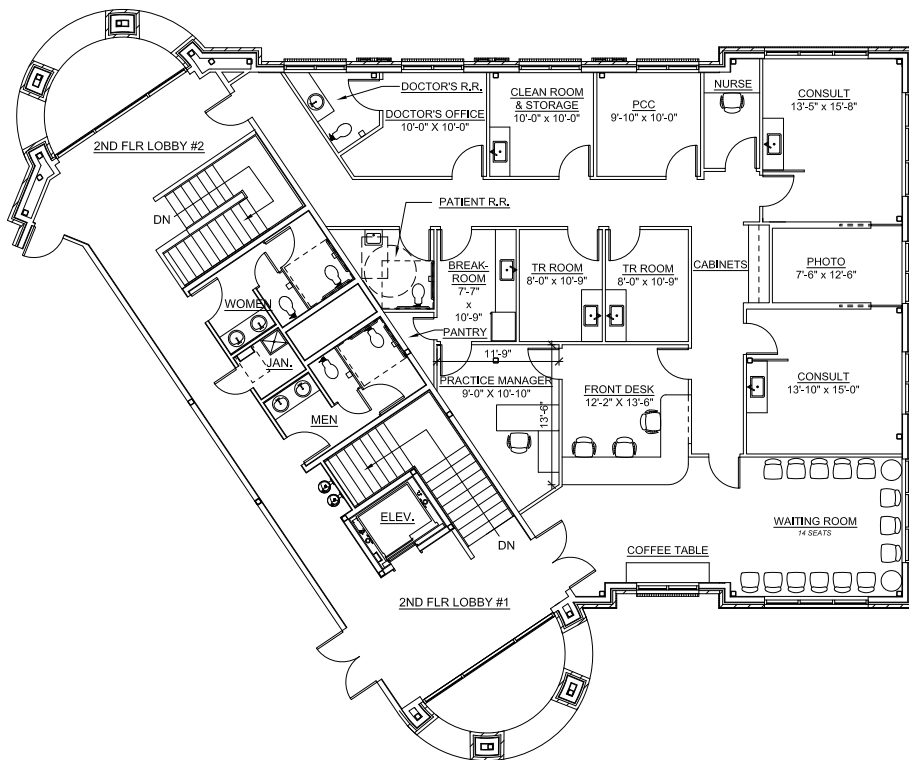 DOCTOR'S R.R.
DOCTOR'S OFFICE
10'-0" X 10'-0"
CLEAN ROOM
& STORAGE
10'-0" x 10'-0"
PCC
9'-10" x 10'-0"
NURSE
CONSULT
13'-5" x 15'-8"
2ND FLR LOBBY #2
DN
PATIENT R.R.
BREAK-
ROOM
7'-7"
x
10'-9"
TR ROOM
8'-0" x 10'-9"
TR ROOM
8'-0" x 10'-9"
CABINETS
PHOTO
7'-6" x 12'-6"
WOMEN
PANTRY
JAN.
11'-9"
PRACTICE MANAGER
9'-0" X 10'-10"
13'-6"
FRONT DESK
12'-2" X 13'-6"
CONSULT
13'-10" x 15'-0"
MEN
ELEV.
DN
WAITING ROOM
14 SEATS
COFFEE TABLE
2ND FLR LOBBY #1